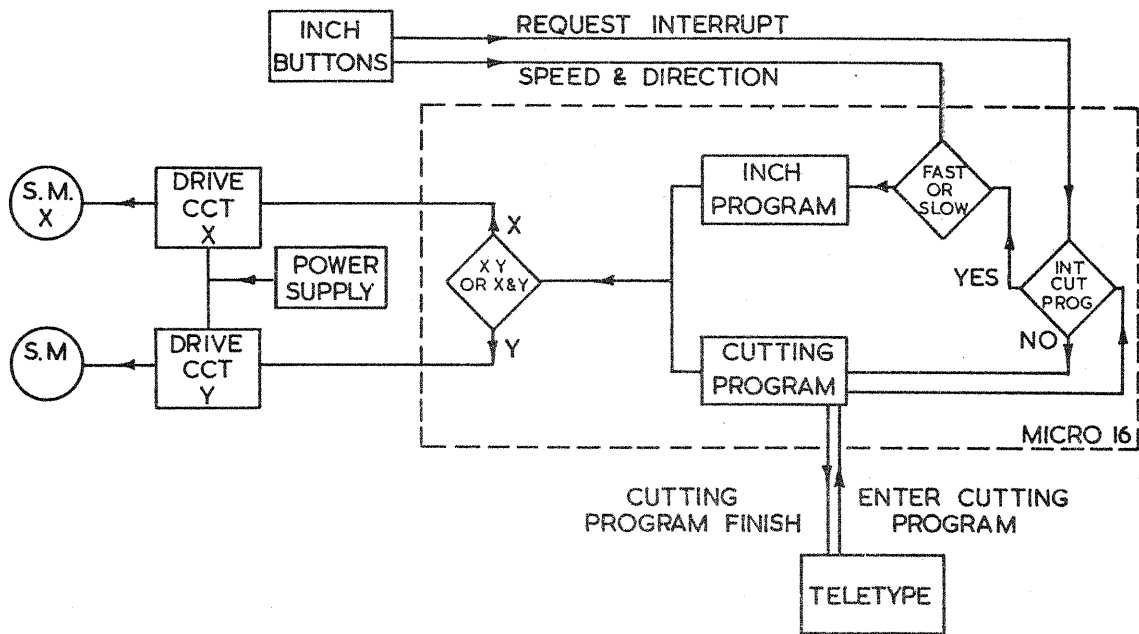 INCH
BUTTONS
REQUEST INTERRUPT
SPEED & DIRECTION
S.M.
X
DRIVE
CCT
X
INCH
PROGRAM
FAST
OR
SLOW
X
X Y
OR X&Y
Y
POWER
SUPPLY
YES
INT
CUT
PROG
NO
S.M
DRIVE
CCT
Y
CUTTING
PROGRAM
MICRO 16
CUTTING
PROGRAM FINISH
ENTER CUTTING
PROGRAM
TELETYPE